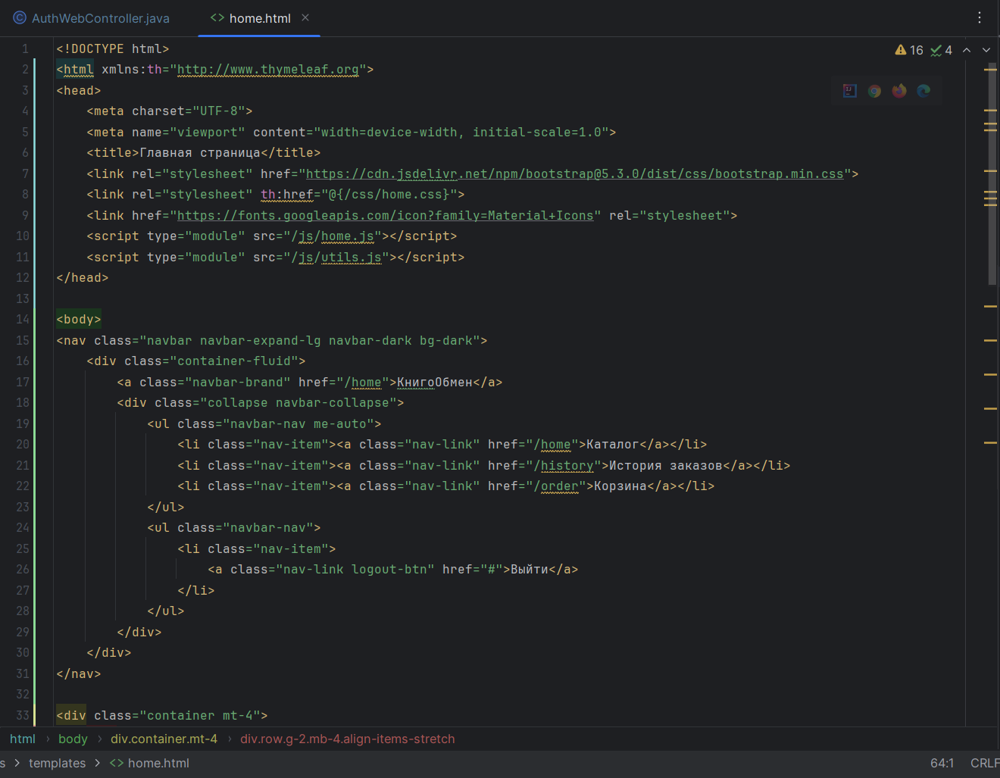 AuthWebController.java
home.html
16 4
1 <!DOCTYPE html>
2 <html xmlns:th="http://www.thymeleaf.org">
3 <head>
4 <meta charset="UTF-8">
5 <meta name="viewport" content="width=device-width, initial-scale=1.0">
6 <title>Главная страница</title>
7 <link rel="stylesheet" href="https://cdn.jsdelivr.net/npm/bootstrap@5.3.0/dist/css/bootstrap.min.css">
8 <link rel="stylesheet" th:href="@{/css/home.css}">
9 <link href="https://fonts.googleapis.com/icon?family=Material+Icons" rel="stylesheet">
10 <script type="module" src="/js/home.js"></script>
11 <script type="module" src="/js/utils.js"></script>
12 </head>
13
14 <body>
15 <nav class="navbar navbar-expand-lg navbar-dark bg-dark">
16 <div class="container-fluid">
17 <a class="navbar-brand" href="/home">КнигоОбмен</a>
18 <div class="collapse navbar-collapse">
19 <ul class="navbar-nav me-auto">
20 <li class="nav-item"><a class="nav-link" href="/home">Каталог</a></li>
21 <li class="nav-item"><a class="nav-link" href="/history">История заказов</a></li>
22 <li class="nav-item"><a class="nav-link" href="/order">Корзина</a></li>
23 </ul>
24 <ul class="navbar-nav">
25 <li class="nav-item">
26 <a class="nav-link logout-btn" href="#">Выйти</a>
27 </li>
28 </ul>
29 </div>
30 </div>
31 </nav>
32
33 <div class="container mt-4">
html › body › div.container.mt-4 › div.row.g-2.mb-4.align-items-stretch
s > templates > <> home.html 64:1 CRLF